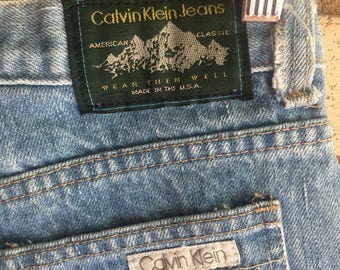 Calvin Klein Jeans
AMERICAN CLASSIC
WEAR THEM WELL
MADE IN THE U.S.A.
Calvin Klein